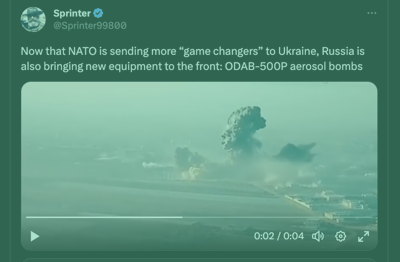 Sprinter
@Sprinter99800
Now that NATO is sending more “game changers” to Ukraine, Russia is
also bringing new equipment to the front: ODAB-500P aerosol bombs
0:02 / 0:04